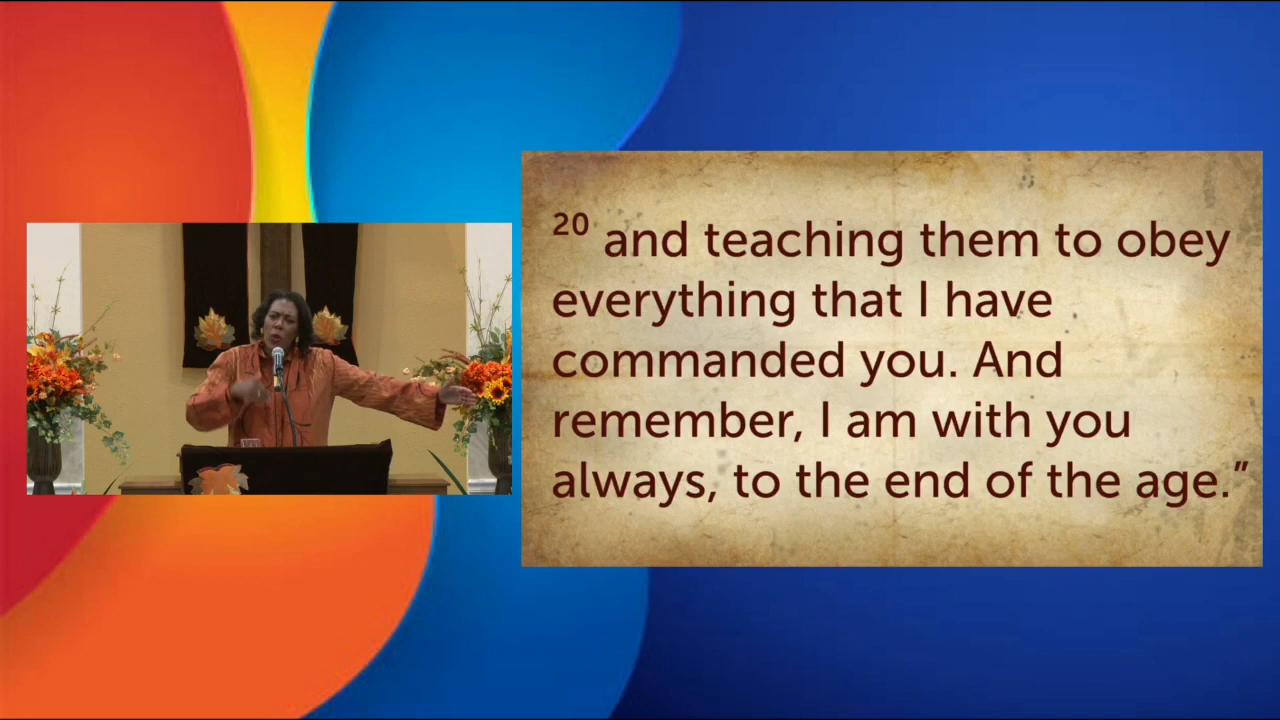 20 and teaching them to obey
everything that I have
commanded you. And
remember, I am with you
always, to the end of the age.”